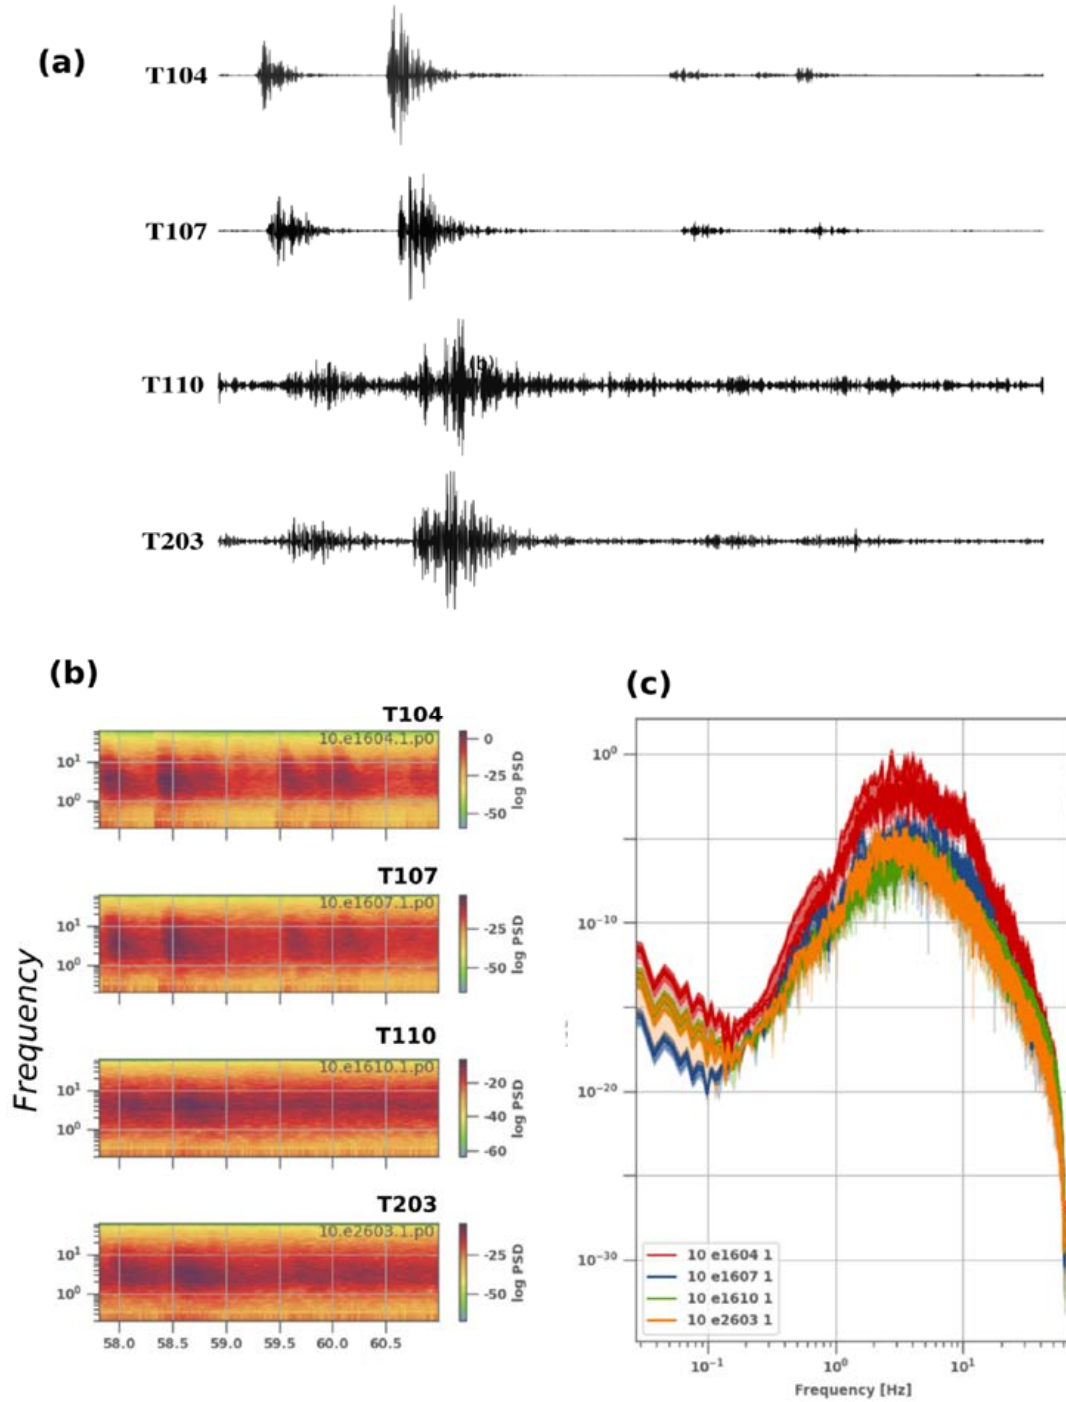 (a)
T104
T107
(b)
T110
T203
(b)
T104
10.e1604.1.p0
10¹
10⁰
0
-25
-50
log PSD
T107
10.e1607.1.p0
10¹
10⁰
-25
-50
log PSD
T110
10.e1610.1.p0
10¹
10⁰
-20
-40
-60
log PSD
T203
10.e2603.1.p0
10¹
10⁰
-25
-50
log PSD
58.0 58.5 59.0 59.5 60.0 60.5
Frequency
(c)
10⁰
10⁻¹⁰
10⁻²⁰
10⁻³⁰
10 e1604 1
10 e1607 1
10 e1610 1
10 e2603 1
10⁻¹ 10⁰ 10¹
Frequency [Hz]